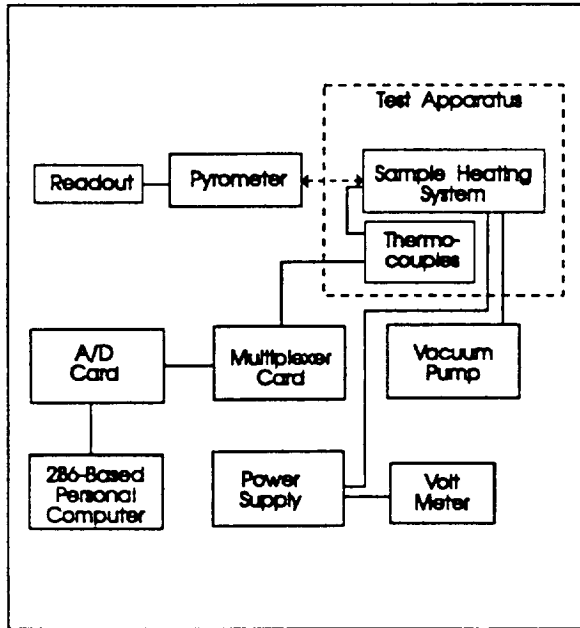 Test Apparatus
Readout
Pyrometer
Sample Heating
System
Thermo-
couples
A/D
Card
Multiplexer
Card
Vacuum
Pump
286-Based
Personal
Computer
Power
Supply
Volt
Meter